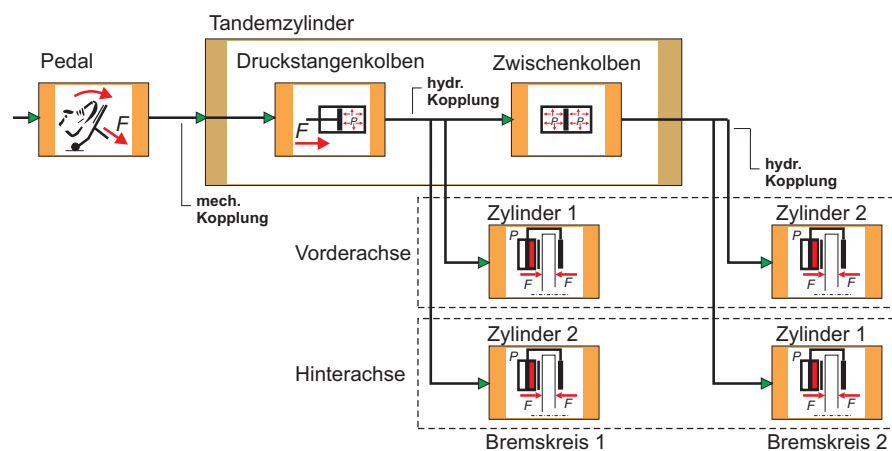 Tandemzylinder
Pedal
Druckstangenkolben
hydr.
Kopplung
Zwischenkolben
F
F
P
P
P
mech.
Kopplung
hydr.
Kopplung
Zylinder 1
Zylinder 2
Vorderachse
P
F
F
P
F
F
Zylinder 2
Zylinder 1
Hinterachse
P
F
F
P
F
F
Bremskreis 1
Bremskreis 2